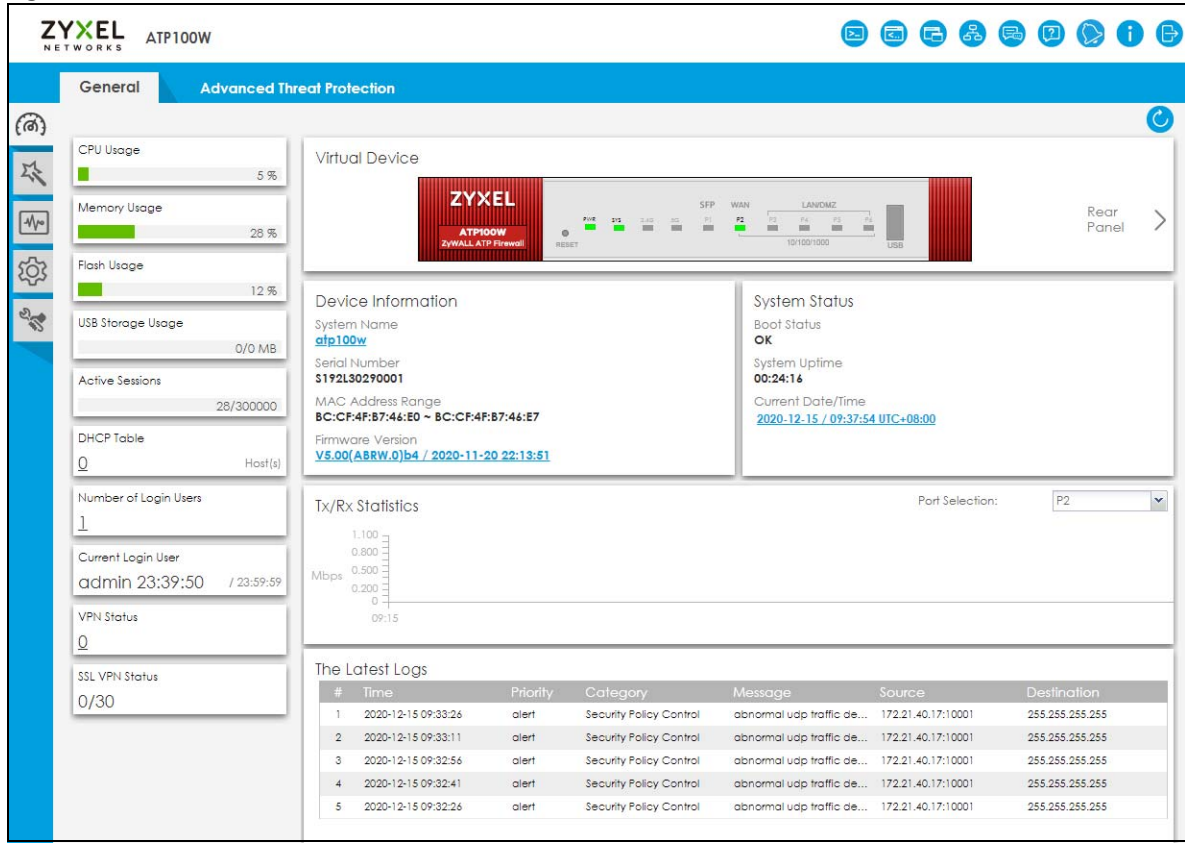 ZYXEL
NETWORKS
ATP100W
General
Advanced Threat Protection
CPU Usage
5 %
Memory Usage
28 %
Flash Usage
12 %
USB Storage Usage
0/0 MB
Active Sessions
28/300000
DHCP Table
0 Host(s)
Number of Login Users
1
Current Login User
admin 23:39:50 / 23:59:59
VPN Status
0
SSL VPN Status
0/30
Virtual Device
ZYXEL
ATP100W
ZyWALL ATP Firewall
RESET
SFP WAN LAN/DMZ
PWR SYS P1 P2 P3 P4 P5 P6
10/100/1000
USB
Rear
Panel
Device Information
System Name
atp100w
Serial Number
S192L30290001
MAC Address Range
BC:CF:4F:B7:46:E0 ~ BC:CF:4F:B7:46:E7
Firmware Version
V5.00(ABRW.0)b4 / 2020-11-20 22:13:51
System Status
Boot Status
OK
System Uptime
00:24:16
Current Date/Time
2020-12-15 / 09:37:54 UTC+08:00
Tx/Rx Statistics
Port Selection: P2
1.100
0.800
Mbps 0.500
0.200
0
09:15
The Latest Logs
# Time Priority Category Message Source Destination
1 2020-12-15 09:33:26 alert Security Policy Control abnormal udp traffic de... 172.21.40.17:10001 255.255.255.255
2 2020-12-15 09:33:11 alert Security Policy Control abnormal udp traffic de... 172.21.40.17:10001 255.255.255.255
3 2020-12-15 09:32:56 alert Security Policy Control abnormal udp traffic de... 172.21.40.17:10001 255.255.255.255
4 2020-12-15 09:32:41 alert Security Policy Control abnormal udp traffic de... 172.21.40.17:10001 255.255.255.255
5 2020-12-15 09:32:26 alert Security Policy Control abnormal udp traffic de... 172.21.40.17:10001 255.255.255.255